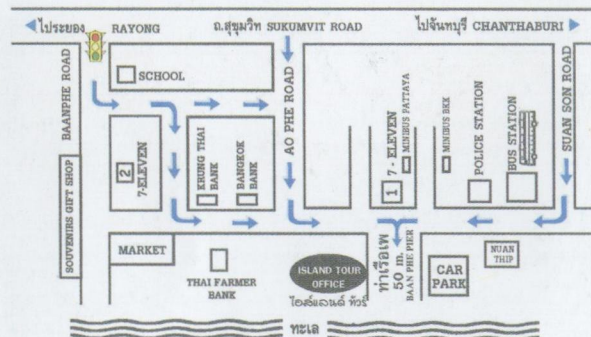 ไประยอง RAYONG
ถ.สุขุมวิท SUKUMVIT ROAD
ไปจันทบุรี CHANTHABURI
BAANPHE ROAD
SCHOOL
AO PHE ROAD
SUAN SON ROAD
2
7-ELEVEN
KRUNG THAI
BANK
BANGKOK
BANK
1
7 - ELEVEN
MINIBUS PATTAYA
MINIBUS BKK
POLICE STATION
BUS STATION
SOUVENIRS GIFT SHOP
MARKET
THAI FARMER
BANK
ISLAND TOUR
OFFICE
ไอส์แลนด์ ทัวร์
ท่าเรือเพ
50 m.
BAAN PHE PIER
CAR
PARK
NUAN
THIP
ทะเล